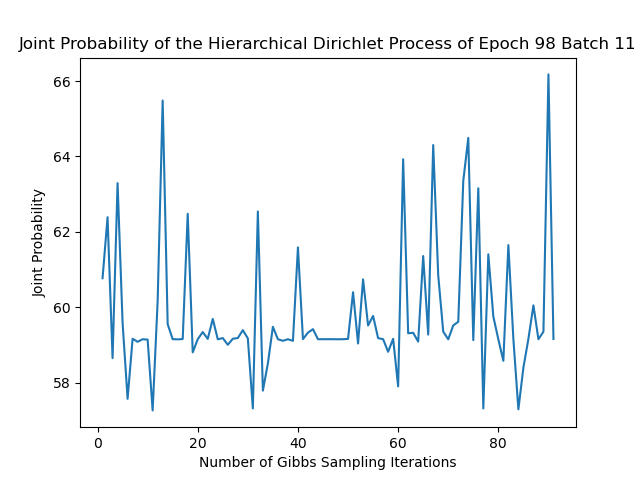 Joint Probability of the Hierarchical Dirichlet Process of Epoch 98 Batch 11
66
64
62
60
58
Joint Probability
0 20 40 60 80
Number of Gibbs Sampling Iterations